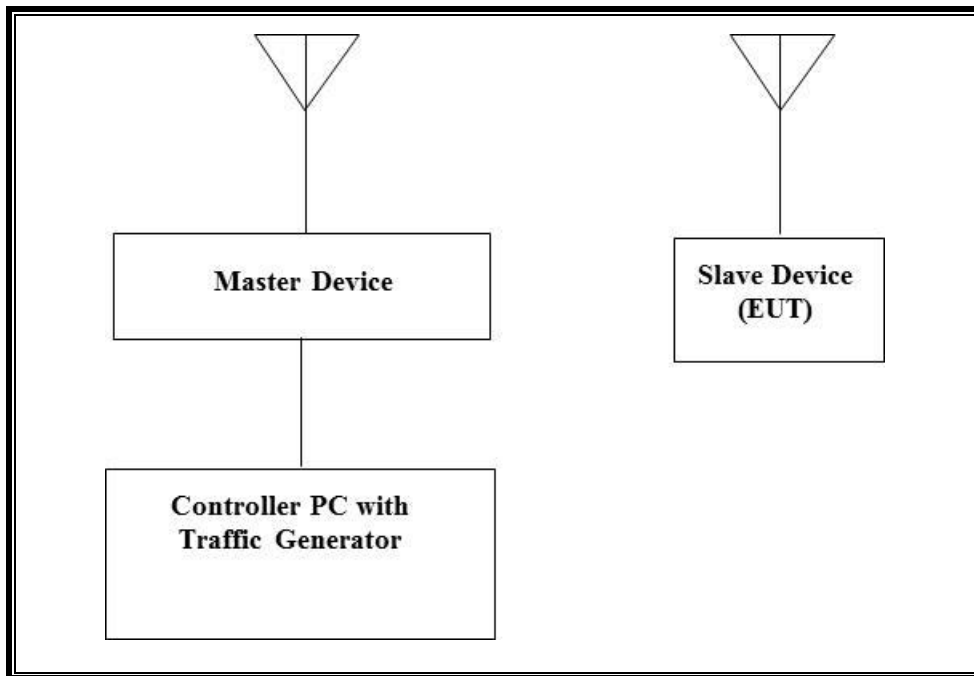 Master Device
Slave Device
(EUT)
Controller PC with
Traffic Generator